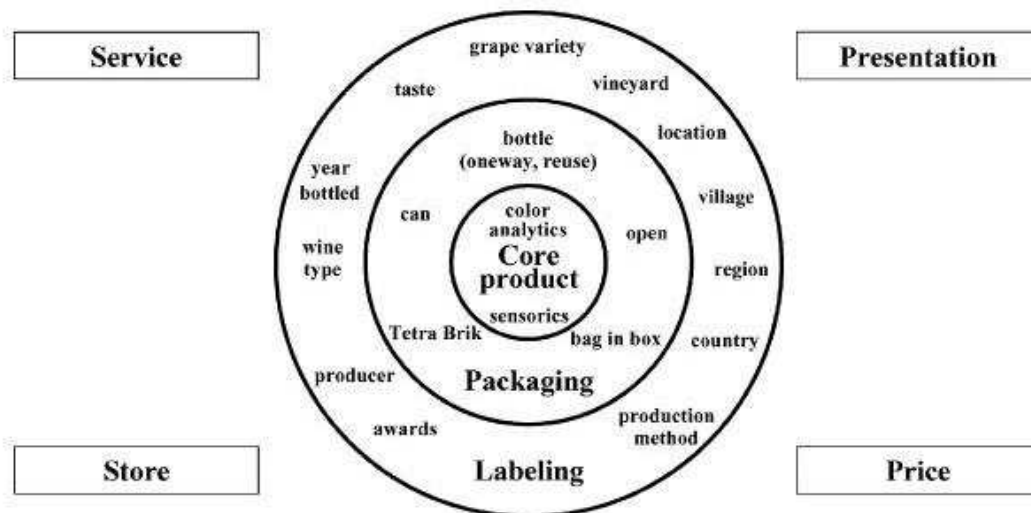 grape variety
Service
Presentation
taste
vineyard
location
bottle
(oneway, reuse)
year
bottled
village
can
color
analytics
open
wine
type
Core
product
region
sensorics
Tetra Brik
bag in box
country
producer
Packaging
awards
production
method
Store
Labeling
Price